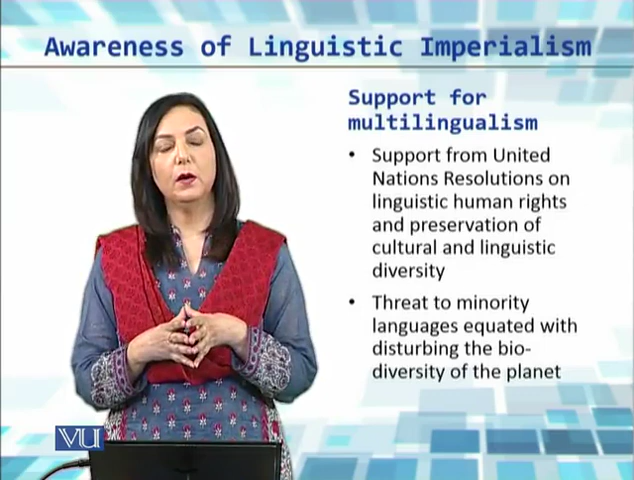 Awareness of Linguistic Imperialism
Support for
multilingualism
• Support from United
Nations Resolutions on
linguistic human rights
and preservation of
cultural and linguistic
diversity
• Threat to minority
languages equated with
disturbing the bio-
diversity of the planet
VU